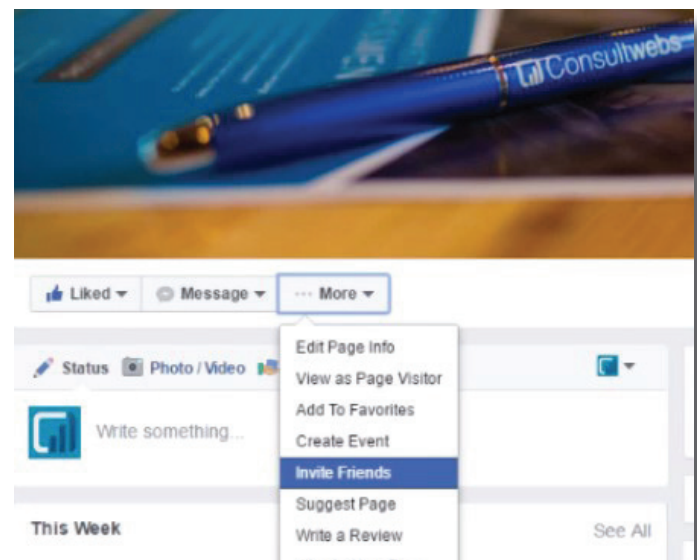 Consultwebs
Liked
Message
··· More
Edit Page Info
Status
Photo / Video
View as Page Visitor
Add To Favorites
Write something...
Create Event
Invite Friends
Suggest Page
This Week
Write a Review
See All